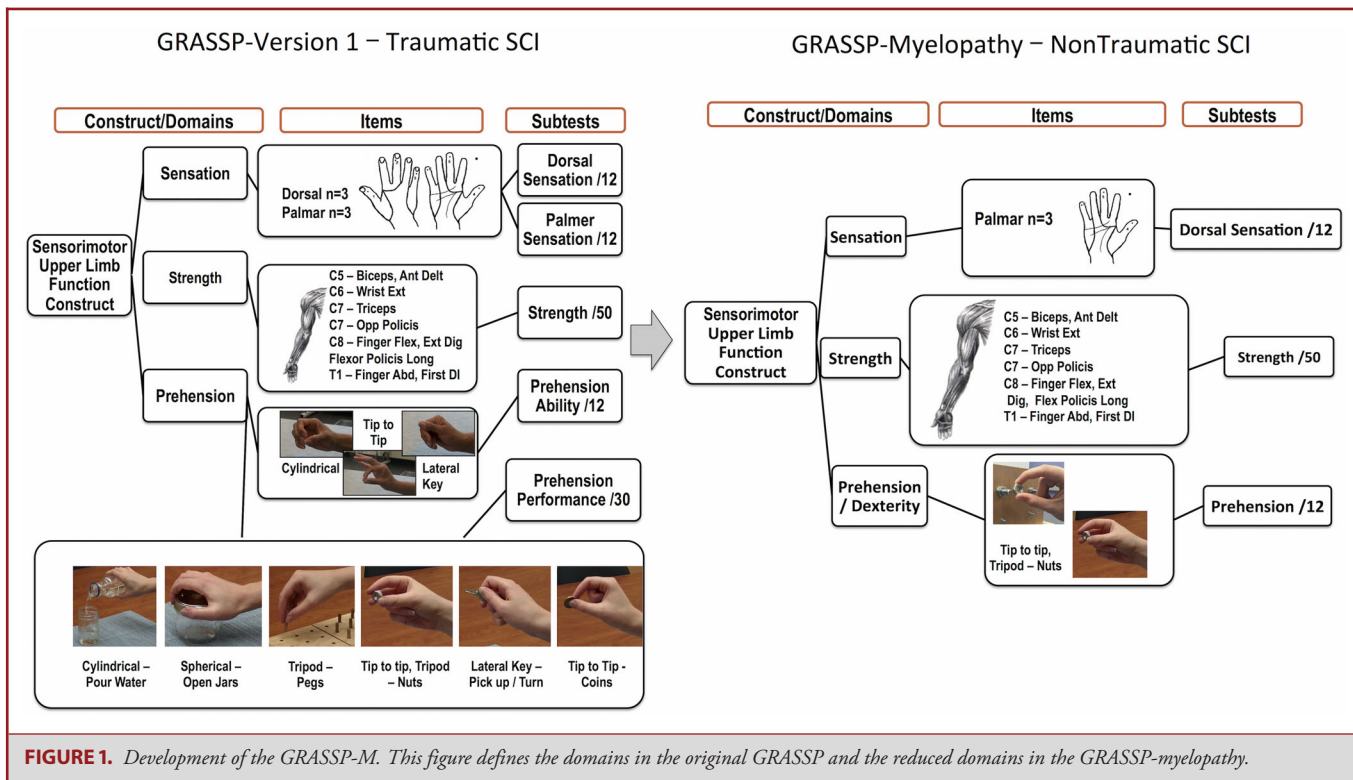 GRASSP-Version 1 – Traumatic SCI
Construct/Domains
Items
Subtests
Sensorimotor
Upper Limb
Function
Construct
Sensation
Dorsal n=3
Palmar n=3
Dorsal
Sensation /12
Palmer
Sensation /12
Strength
C5 – Biceps, Ant Delt
C6 – Wrist Ext
C7 – Triceps
C7 – Opp Policis
C8 – Finger Flex, Ext Dig
Flexor Policis Long
T1 – Finger Abd, First DI
Strength /50
Prehension
Tip to
Tip
Cylindrical
Lateral
Key
Prehension
Ability /12
Prehension
Performance /30
Cylindrical –
Pour Water
Spherical –
Open Jars
Tripod –
Pegs
Tip to tip, Tripod
– Nuts
Lateral Key –
Pick up / Turn
Tip to Tip -
Coins
GRASSP-Myelopathy – NonTraumatic SCI
Construct/Domains
Items
Subtests
Sensorimotor
Upper Limb
Function
Construct
Sensation
Palmar n=3
Dorsal Sensation /12
Strength
C5 – Biceps, Ant Delt
C6 – Wrist Ext
C7 – Triceps
C7 – Opp Policis
C8 – Finger Flex, Ext
Dig, Flex Policis Long
T1 – Finger Abd, First DI
Strength /50
Prehension
/ Dexterity
Tip to tip,
Tripod – Nuts
Prehension /12
FIGURE 1. Development of the GRASSP-M. This figure defines the domains in the original GRASSP and the reduced domains in the GRASSP-myelopathy.